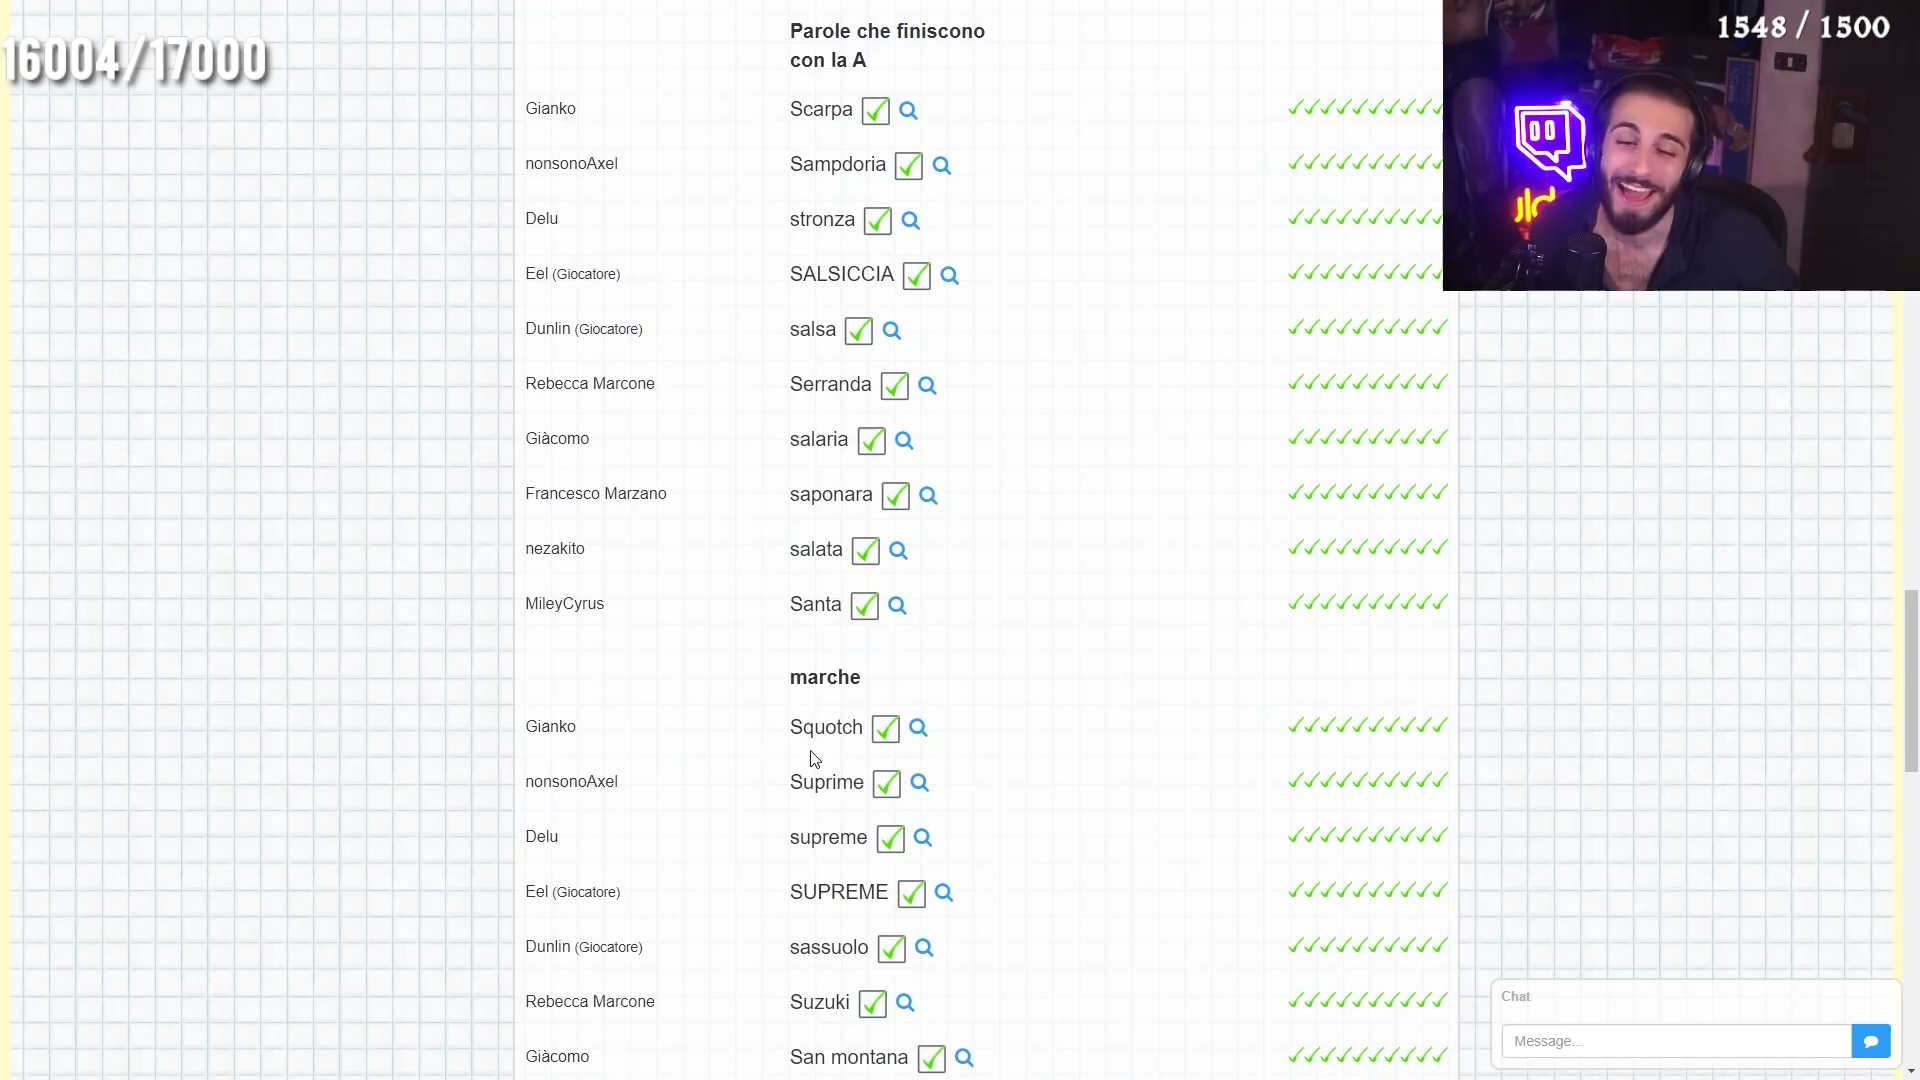 16004/17000
1548 / 1500
Parole che finiscono
con la A
Gianko Scarpa
nonsonoAxel Sampdoria
Delu stronza
Eel (Giocatore) SALSICCIA
Dunlin (Giocatore) salsa
Rebecca Marcone Serranda
Giàcomo salaria
Francesco Marzano saponara
nezakito salata
MileyCyrus Santa
marche
Gianko Squotch
nonsonoAxel Suprime
Delu supreme
Eel (Giocatore) SUPREME
Dunlin (Giocatore) sassuolo
Rebecca Marcone Suzuki
Giàcomo San montana
Chat
Message...